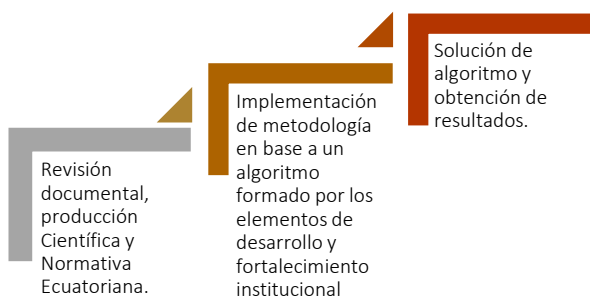 Revisión
documental,
producción
Científica y
Normativa
Ecuatoriana.
Implementación
de metodología
en base a un
algoritmo
formado por los
elementos de
desarrollo y
fortalecimiento
institucional
Solución de
algoritmo y
obtención de
resultados.